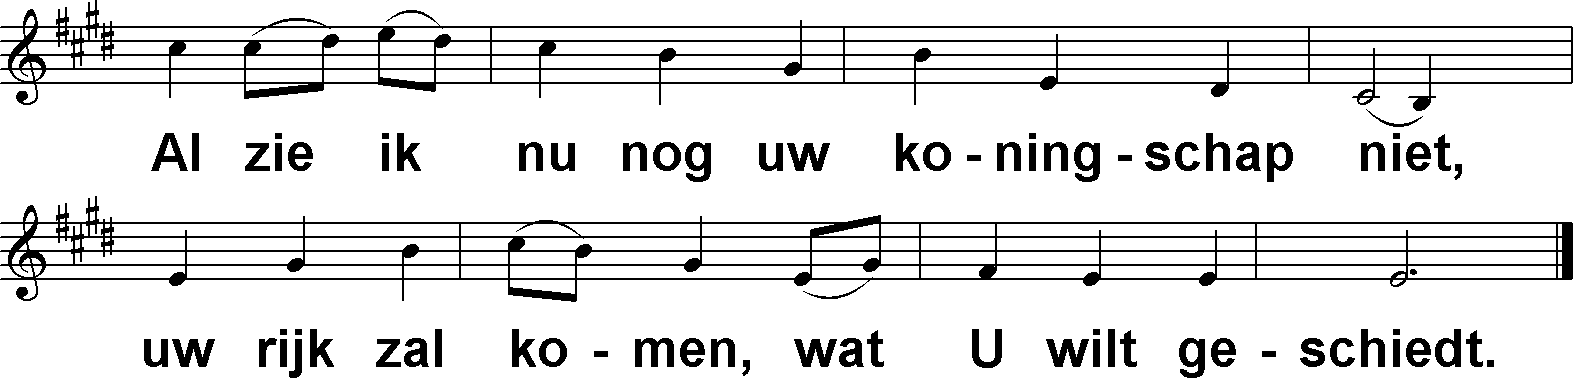 Al zie ik nu nog uw ko - ning - schap niet,
uw rijk zal ko - men, wat U wilt ge - schiedt.